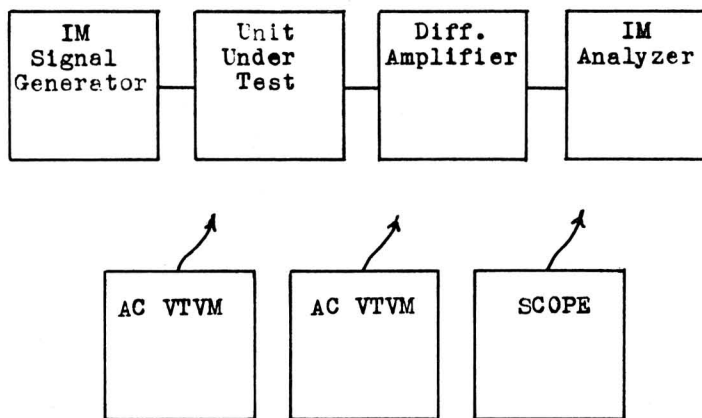 IM
Signal
Generator
Unit
Under
Test
Diff.
Amplifier
IM
Analyzer
AC VTVM
AC VTVM
SCOPE